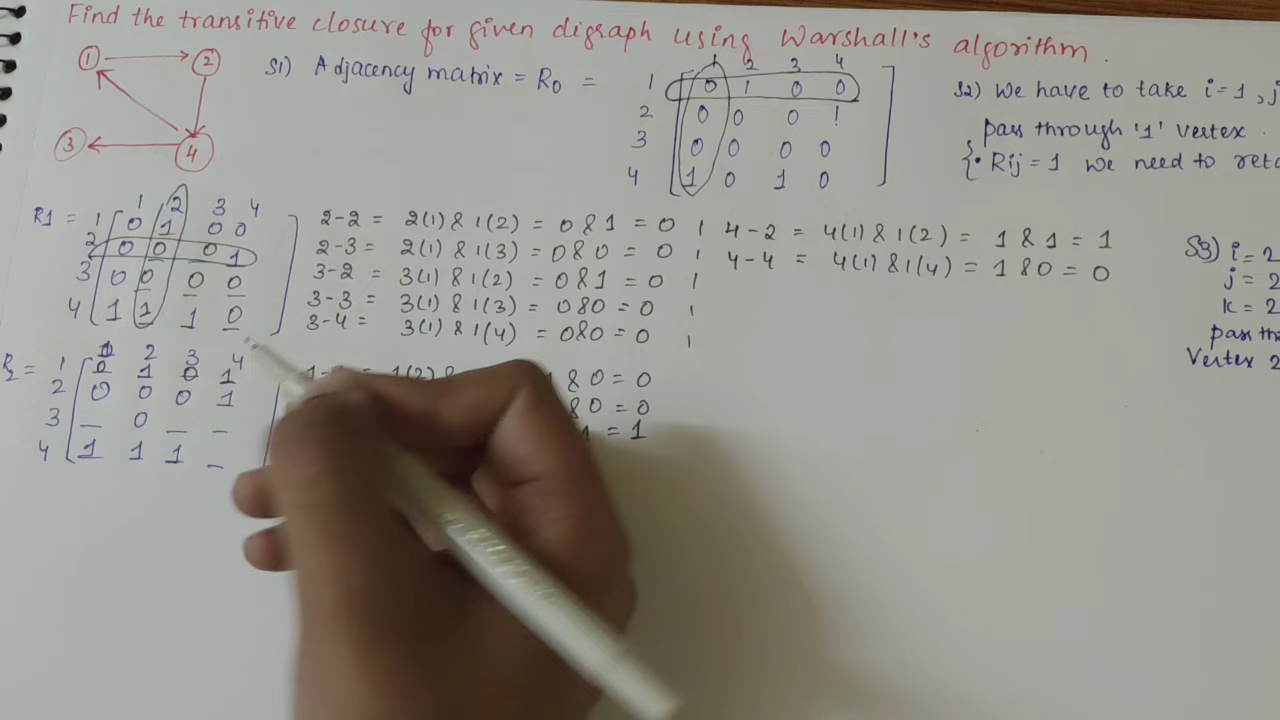 Find the transitive closure for given digraph using Warshall's algorithm.
1 2
3 4
S1) Adjacency matrix = R0 =
1 2 3 4
1 0 1 0 0
2 0 0 0 1
3 0 0 0 0
4 1 0 1 0
S2) We have to take i=1, j
pass through '1' vertex.
{• Rij = 1 we need to reta
R1 =
1 2 3 4
1 0 1 0 0
2 0 0 0 1
3 0 0 0 0
4 1 1 1 0
2-2 = 2(1) & 1(2) = 0 & 1 = 0
2-3 = 2(1) & 1(3) = 0 & 0 = 0
3-2 = 3(1) & 1(2) = 0 & 1 = 0
3-3 = 3(1) & 1(3) = 0 & 0 = 0
3-4 = 3(1) & 1(4) = 0 & 0 = 0
4-2 = 4(1) & 1(2) = 1 & 1 = 1
4-4 = 4(1) & 1(4) = 1 & 0 = 0
S3) i=2
j=2
k=2
pass th
Vertex 2
R2 =
1 2 3 4
1 0 1 0 1
2 0 0 0 1
3 _ 0 _ _
4 1 1 1 _
= 1(2) &
& 0 = 0
& 0 = 0
= 1